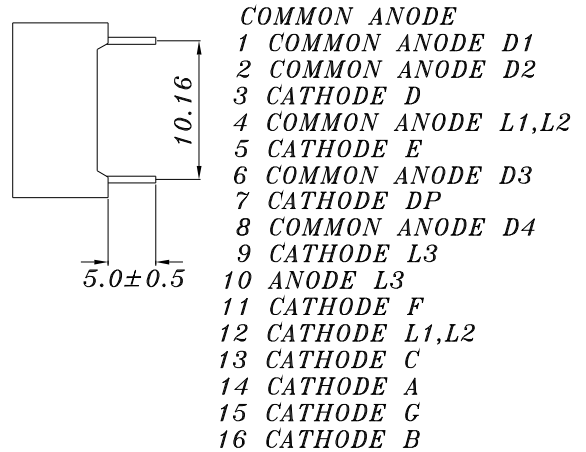 COMMON ANODE
1 COMMON ANODE D1
2 COMMON ANODE D2
3 CATHODE D
4 COMMON ANODE L1,L2
5 CATHODE E
6 COMMON ANODE D3
7 CATHODE DP
8 COMMON ANODE D4
9 CATHODE L3
10 ANODE L3
11 CATHODE F
12 CATHODE L1,L2
13 CATHODE C
14 CATHODE A
15 CATHODE G
16 CATHODE B
10.16
5.0±0.5